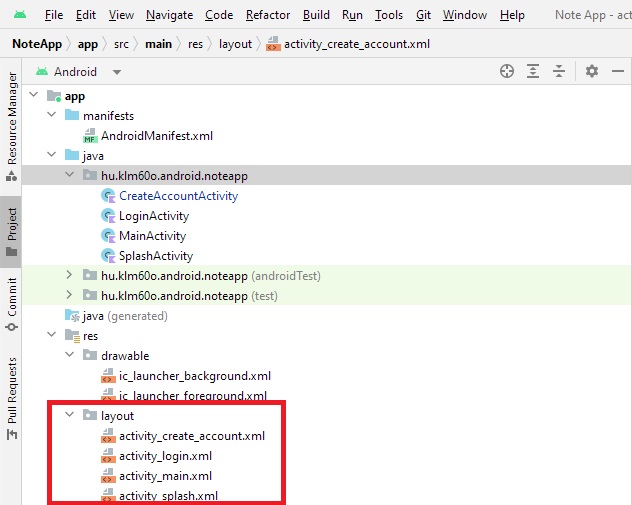 File Edit View Navigate Code Refactor Build Run Tools Git Window Help Note App - ac
NoteApp app src main res layout activity_create_account.xml
Resource Manager
Project
Commit
Pull Requests
Android
app
manifests
AndroidManifest.xml
java
hu.klm60o.android.noteapp
CreateAccountActivity
LoginActivity
MainActivity
SplashActivity
hu.klm60o.android.noteapp (androidTest)
hu.klm60o.android.noteapp (test)
java (generated)
res
drawable
ic_launcher_background.xml
ic_launcher_foreground.xml
layout
activity_create_account.xml
activity_login.xml
activity_main.xml
activity_splash.xml